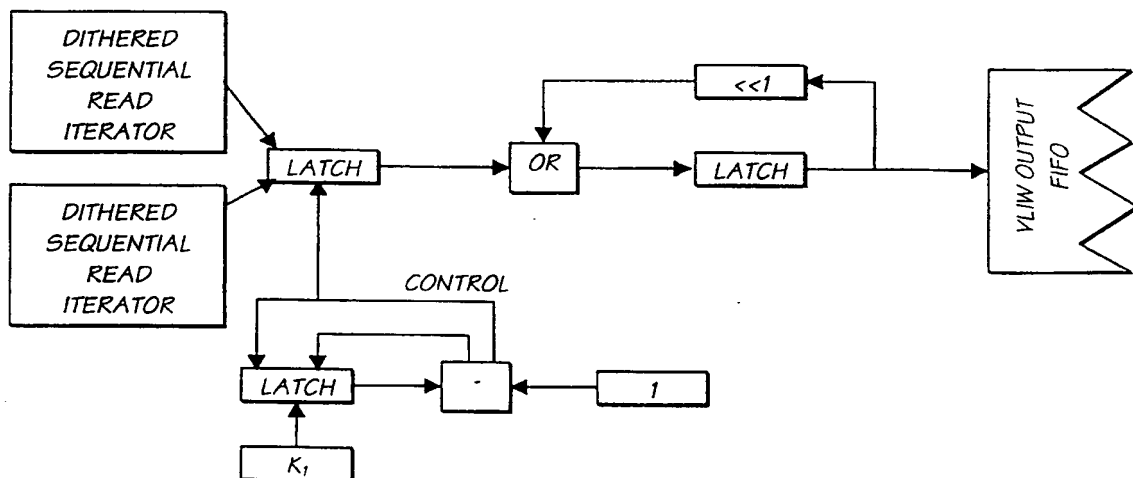 DITHERED
SEQUENTIAL
READ
ITERATOR
DITHERED
SEQUENTIAL
READ
ITERATOR
LATCH
OR
<<1
LATCH
VLIW OUTPUT
FIFO
CONTROL
LATCH
-
1
K₁